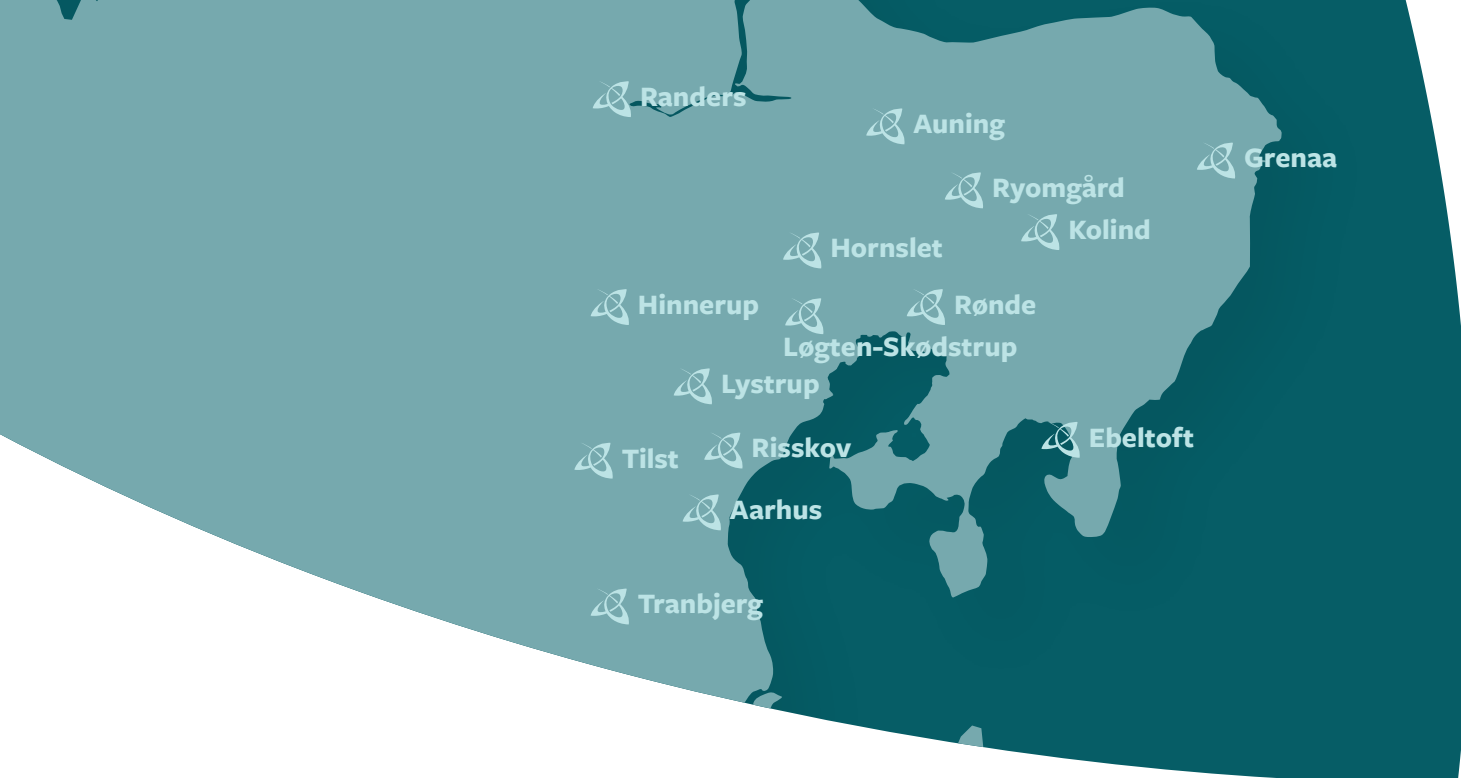 Randers
Auning
Grenaa
Ryomgård
Kolind
Hornslet
Hinnerup
Rønde
Løgten-Skødstrup
Lystrup
Ebeltoft
Risskov
Tilst
Aarhus
Tranbjerg